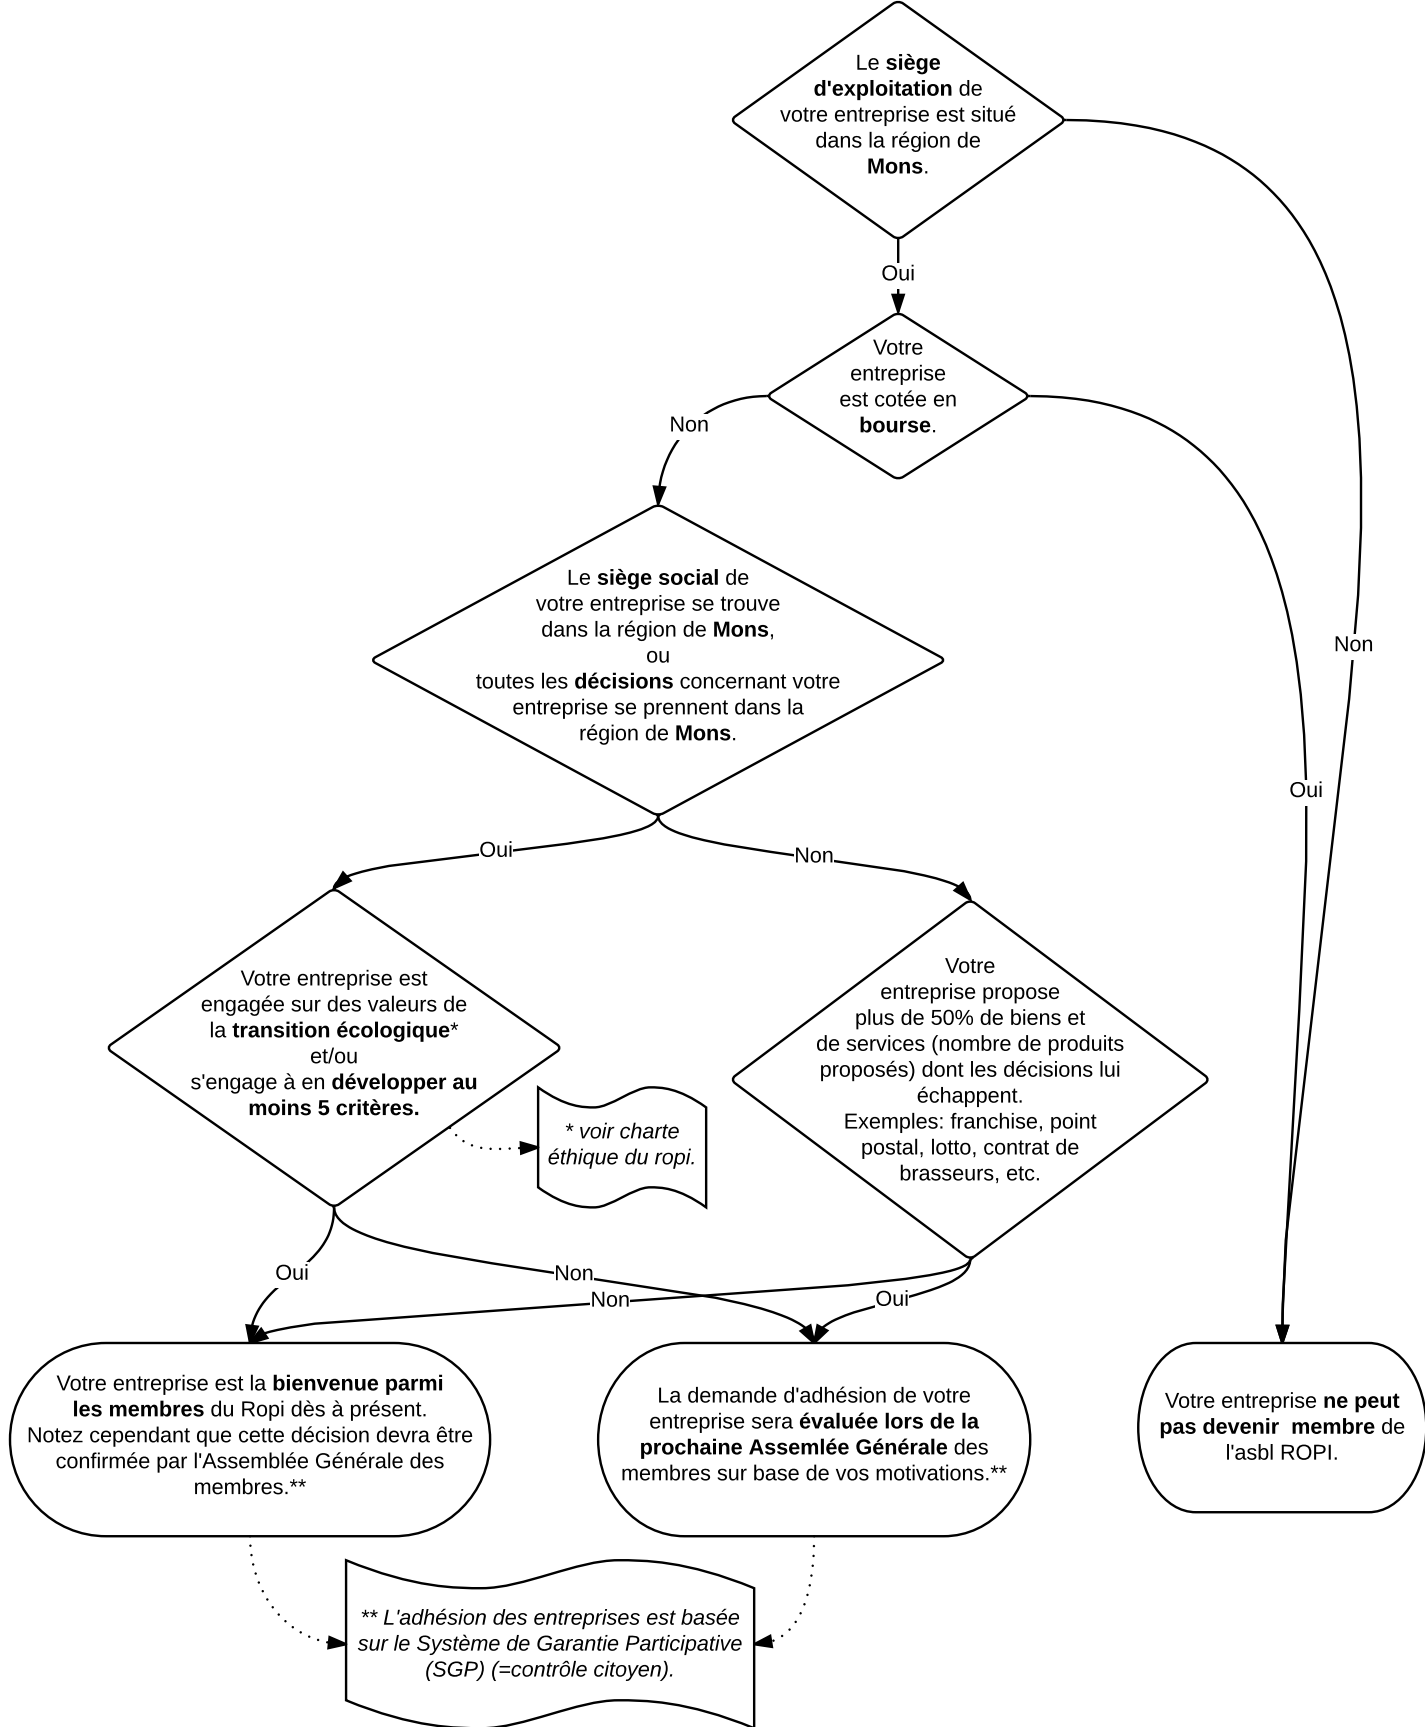 Le siège
d'exploitation de
votre entreprise est situé
dans la région de
Mons.
Oui
Votre
entreprise
est cotée en
bourse.
Non
Le siège social de
votre entreprise se trouve
dans la région de Mons,
ou
toutes les décisions concernant votre
entreprise se prennent dans la
région de Mons.
Non
Oui
Oui
Non
Votre entreprise est
engagée sur des valeurs de
la transition écologique*
et/ou
s'engage à en développer au
moins 5 critères.
* voir charte
éthique du ropi.
Votre
entreprise propose
plus de 50% de biens et
de services (nombre de produits
proposés) dont les décisions lui
échappent.
Exemples: franchise, point
postal, lotto, contrat de
brasseurs, etc.
Oui
Non
Non
Oui
Votre entreprise est la bienvenue parmi
les membres du Ropi dès à présent.
Notez cependant que cette décision devra être
confirmée par l'Assemblée Générale des
membres.**
La demande d'adhésion de votre
entreprise sera évaluée lors de la
prochaine Assemlée Générale des
membres sur base de vos motivations.**
Votre entreprise ne peut
pas devenir  membre de
l'asbl ROPI.
** L'adhésion des entreprises est basée
sur le Système de Garantie Participative
(SGP) (=contrôle citoyen).